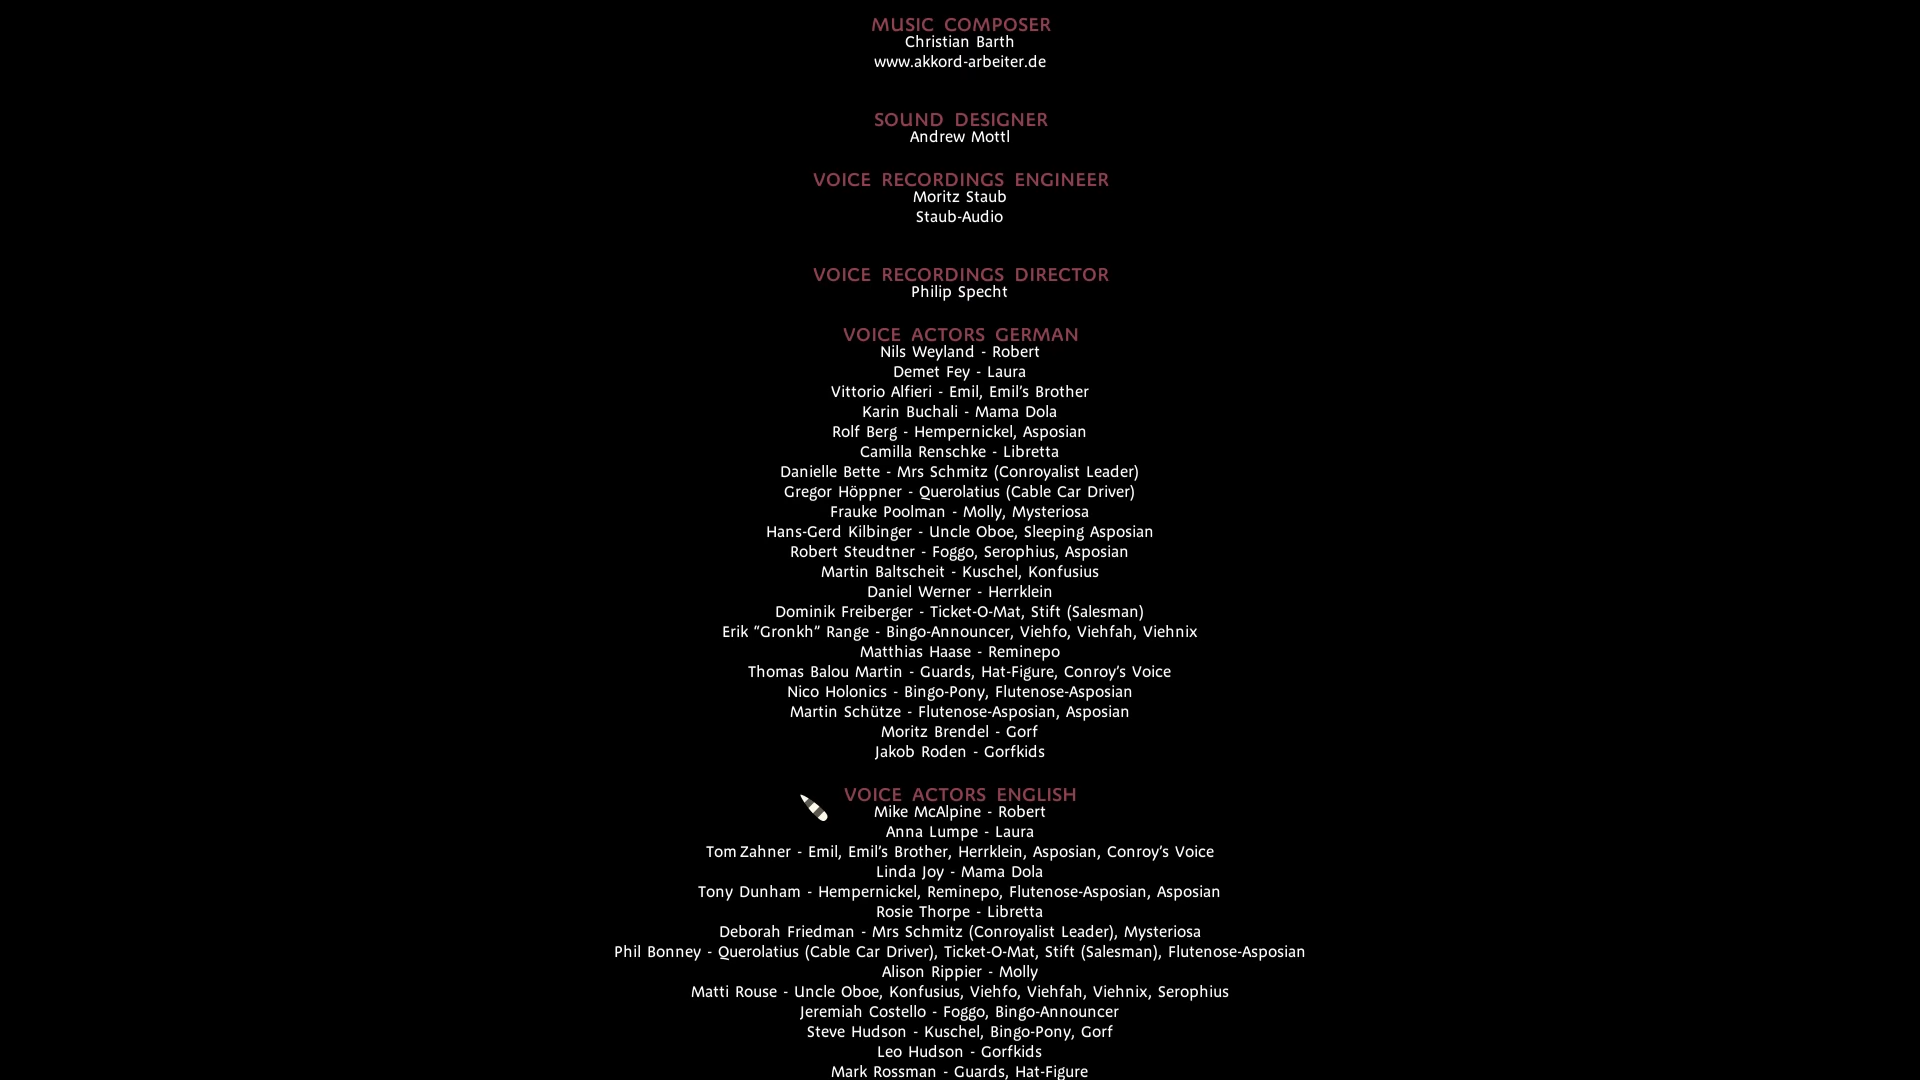 MUSIC COMPOSER
Christian Barth
www.akkord-arbeiter.de
SOUND DESIGNER
Andrew Mottl
VOICE RECORDINGS ENGINEER
Moritz Staub
Staub-Audio
VOICE RECORDINGS DIRECTOR
Philip Specht
VOICE ACTORS GERMAN
Nils Weyland - Robert
Demet Fey - Laura
Vittorio Alfieri - Emil, Emil's Brother
Karin Buchali - Mama Dola
Rolf Berg - Hempernickel, Asposian
Camilla Renschke - Libretta
Danielle Bette - Mrs Schmitz (Conroyalist Leader)
Gregor Höppner - Querolatius (Cable Car Driver)
Frauke Poolman - Molly, Mysteriosa
Hans-Gerd Kilbinger - Uncle Oboe, Sleeping Asposian
Robert Steudtner - Foggo, Serophius, Asposian
Martin Baltscheit - Kuschel, Konfusius
Daniel Werner - Herrklein
Dominik Freiberger - Ticket-O-Mat, Stift (Salesman)
Erik “Gronkh” Range - Bingo-Announcer, Viehfo, Viehfah, Viehnix
Matthias Haase - Reminepo
Thomas Balou Martin - Guards, Hat-Figure, Conroy's Voice
Nico Holonics - Bingo-Pony, Flutenose-Asposian
Martin Schütze - Flutenose-Asposian, Asposian
Moritz Brendel - Gorf
Jakob Roden - Gorfkids
VOICE ACTORS ENGLISH
Mike McAlpine - Robert
Anna Lumpe - Laura
Tom Zahner - Emil, Emil's Brother, Herrklein, Asposian, Conroy's Voice
Linda Joy - Mama Dola
Tony Dunham - Hempernickel, Reminepo, Flutenose-Asposian, Asposian
Rosie Thorpe - Libretta
Deborah Friedman - Mrs Schmitz (Conroyalist Leader), Mysteriosa
Phil Bonney - Querolatius (Cable Car Driver), Ticket-O-Mat, Stift (Salesman), Flutenose-Asposian
Alison Rippier - Molly
Matti Rouse - Uncle Oboe, Konfusius, Viehfo, Viehfah, Viehnix, Serophius
Jeremiah Costello - Foggo, Bingo-Announcer
Steve Hudson - Kuschel, Bingo-Pony, Gorf
Leo Hudson - Gorfkids
Mark Rossman - Guards, Hat-Figure